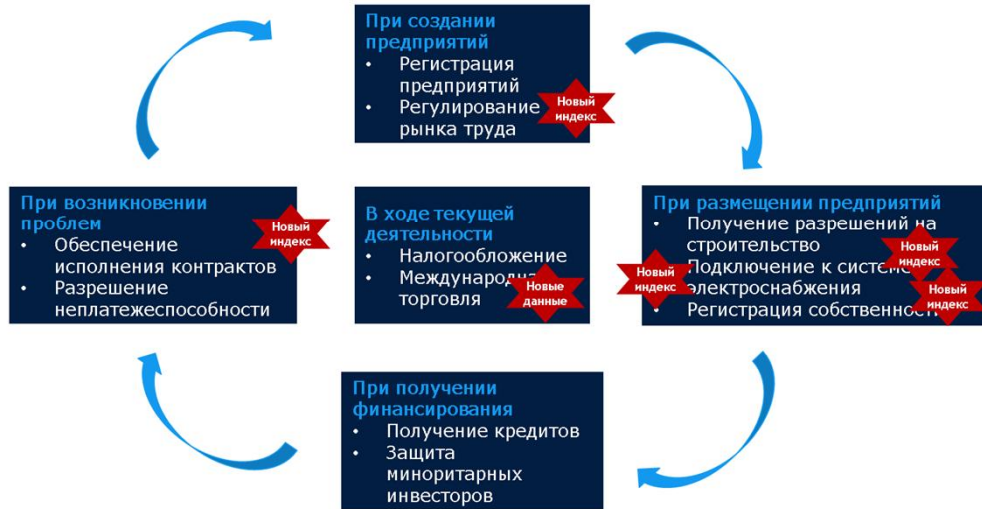 При создании
предприятий
• Регистрация
предприятий
• Регулирование
рынка труда
Новый
индекс
При возникновении
проблем
• Обеспечение
исполнения контрактов
• Разрешение
неплатежеспособности
Новый
индекс
В ходе текущей
деятельности
• Налогообложение
• Международная
торговля
Новые
данные
При размещении предприятий
• Получение разрешений на
строительство
Подключение к системе
электроснабжения
• Регистрация собственности
Новый
индекс
Новый
индекс
Новый
индекс
При получении
финансирования
• Получение кредитов
• Защита
миноритарных
инвесторов